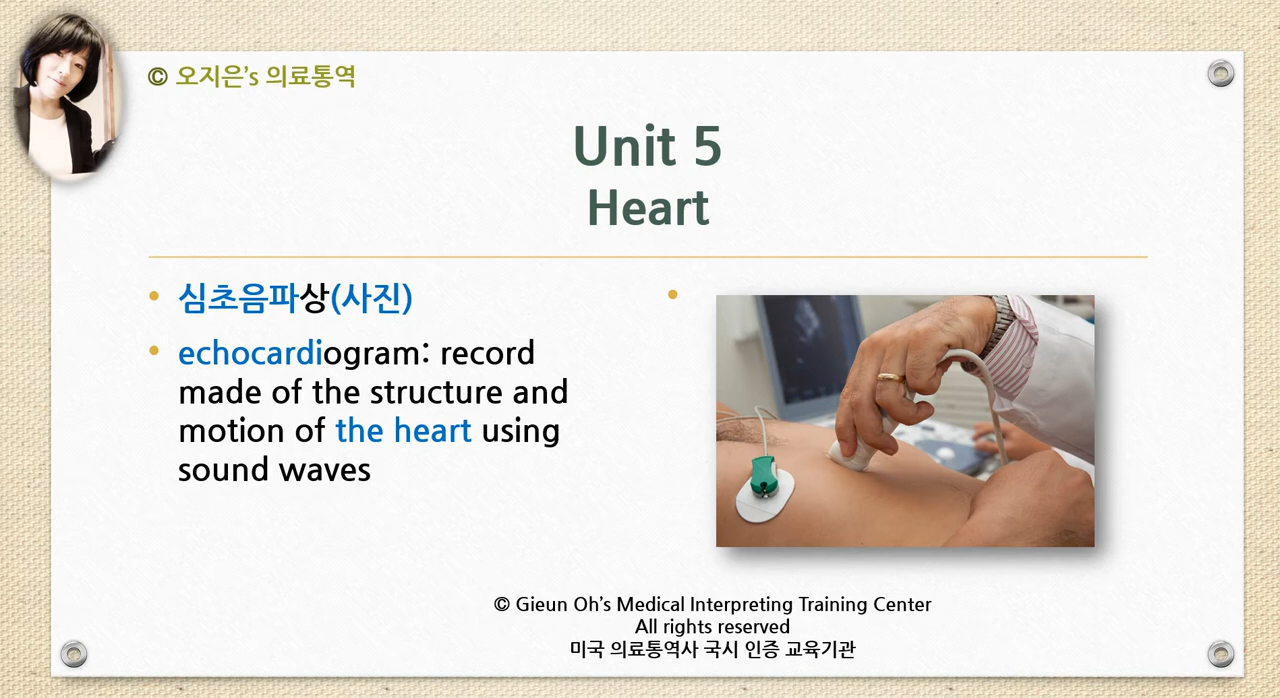 © 오지은’s 의료통역
Unit 5
Heart
• 심초음파상(사진)
• echocardiogram: record
made of the structure and
motion of the heart using
sound waves
•
© Gieun Oh’s Medical Interpreting Training Center
All rights reserved
미국 의료통역사 국시 인증 교육기관